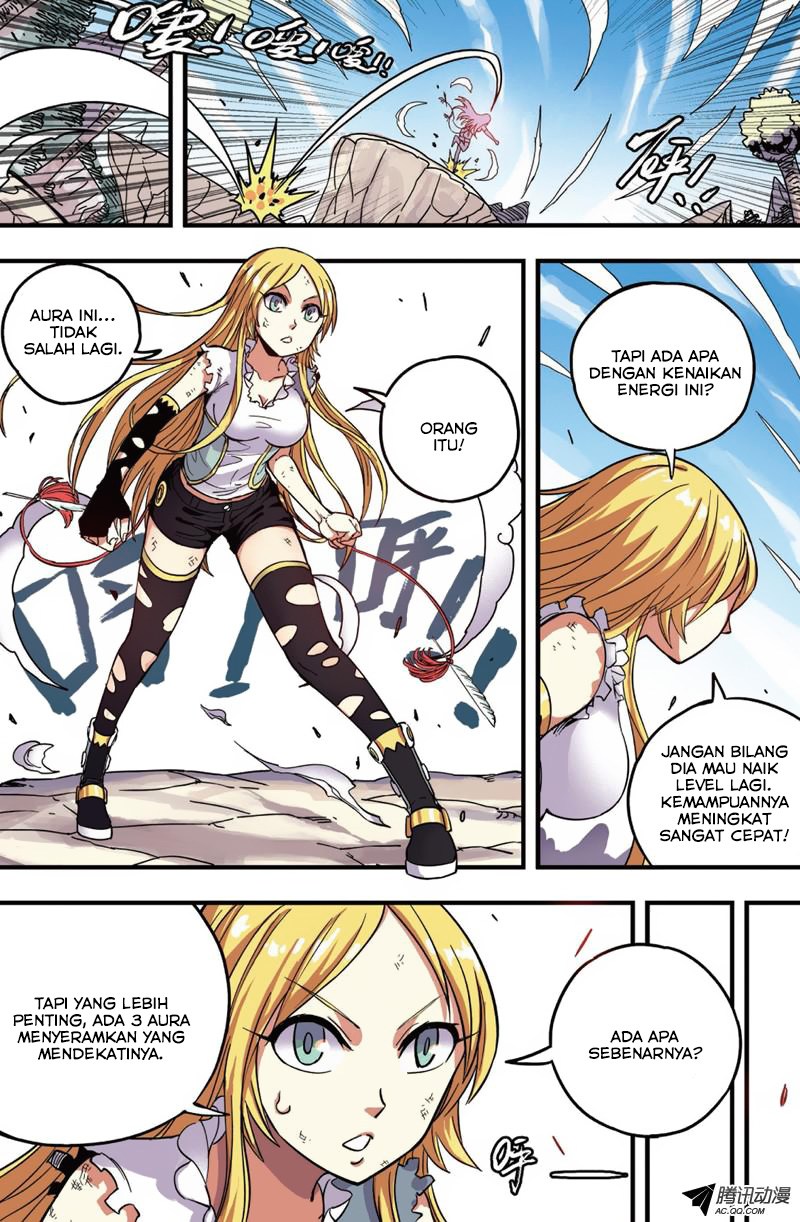 嗖! 嗖! 嗖!!
呼!
AURA INI...
TIDAK
SALAH LAGI.
ORANG
ITU!
TAPI ADA APA
DENGAN KENAIKAN
ENERGI INI?
JANGAN BILANG
DIA MAU NAIK
LEVEL LAGI.
KEMAMPUANNYA
MENINGKAT
SANGAT CEPAT!
TAPI YANG LEBIH
PENTING, ADA 3 AURA
MENYERAMKAN YANG
MENDEKATINYA.
ADA APA
SEBENARNYA?
呼
腾讯动漫
AC.QQ.COM